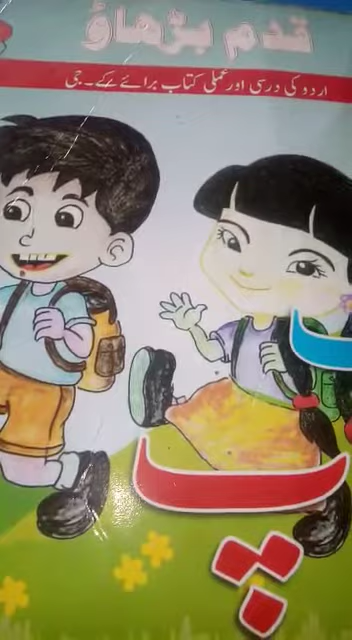 قدم بڑھاؤ
اردو کی درسی اور عملی کتاب برائے کے۔جی
پ